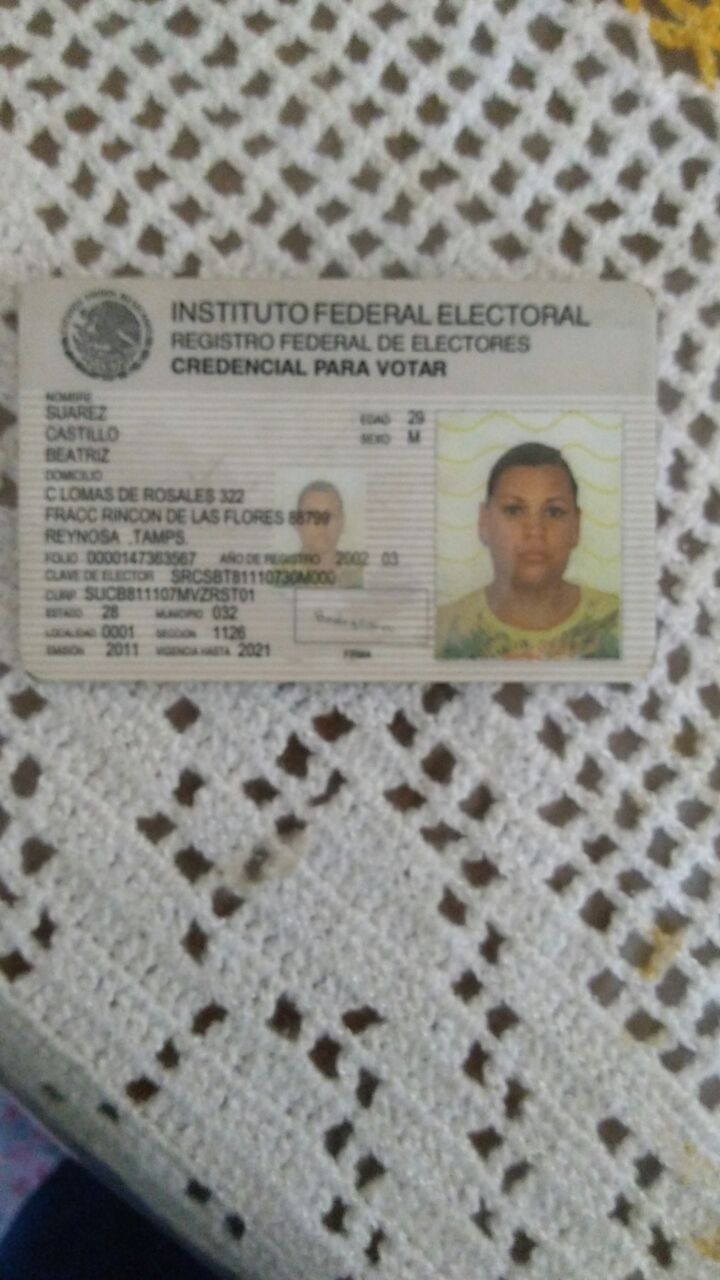 INSTITUTO FEDERAL ELECTORAL
REGISTRO FEDERAL DE ELECTORES
CREDENCIAL PARA VOTAR
NOMBRE
SUAREZ
CASTILLO
BEATRIZ
EDAD 29
SEXO M
DOMICILIO
C LOMAS DE ROSALES 322
FRACC RINCON DE LAS FLORES 88799
REYNOSA ,TAMPS.
FOLIO 0000147363567 AÑO DE REGISTRO 2002 03
CLAVE DE ELECTOR SRCSBT81110730M000
CURP SUCB811107MVZRST01
ESTADO 28 MUNICIPIO 032
LOCALIDAD 0001 SECCION 1126
EMISIÓN 2011 VIGENCIA HASTA 2021
FIRMA